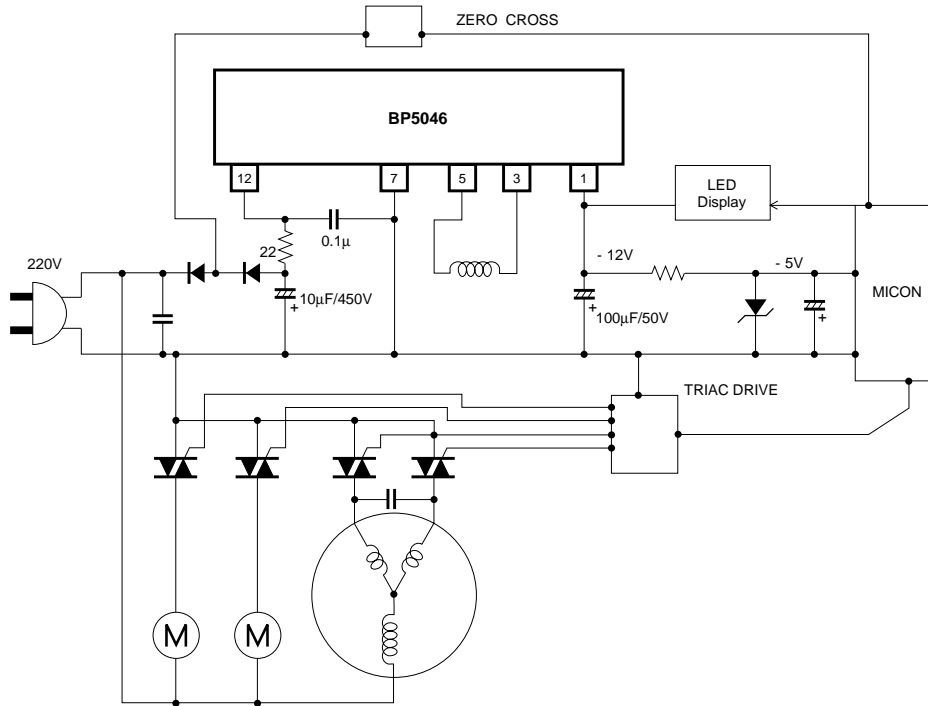 ZERO CROSS
BP5046
12
7
5
3
1
LED
Display
22
0.1μ
220V
10μF/450V
- 12V
- 5V
100μF/50V
MICON
TRIAC DRIVE
M
M
+
+
+